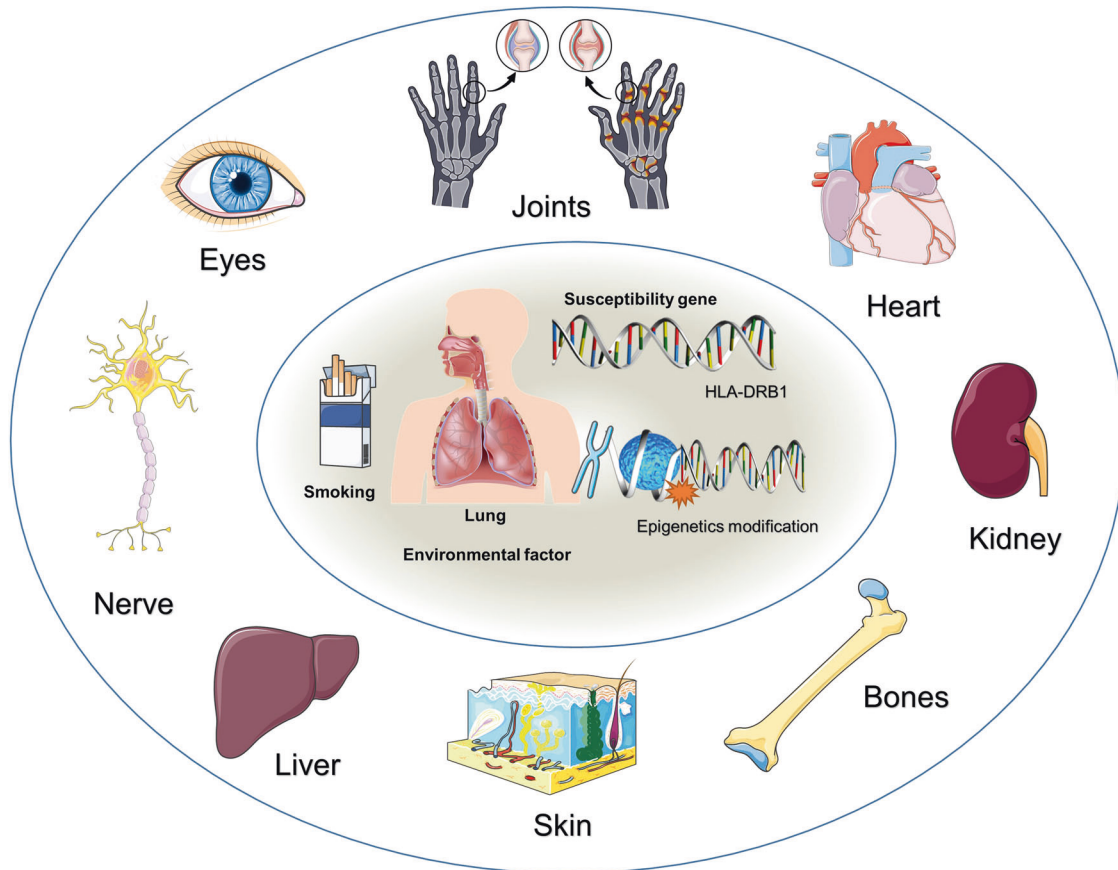 Joints
Eyes
Heart
Susceptibility gene
HLA-DRB1
Smoking
Lung
Epigenetics modification
Environmental factor
Kidney
Nerve
Bones
Liver
Skin